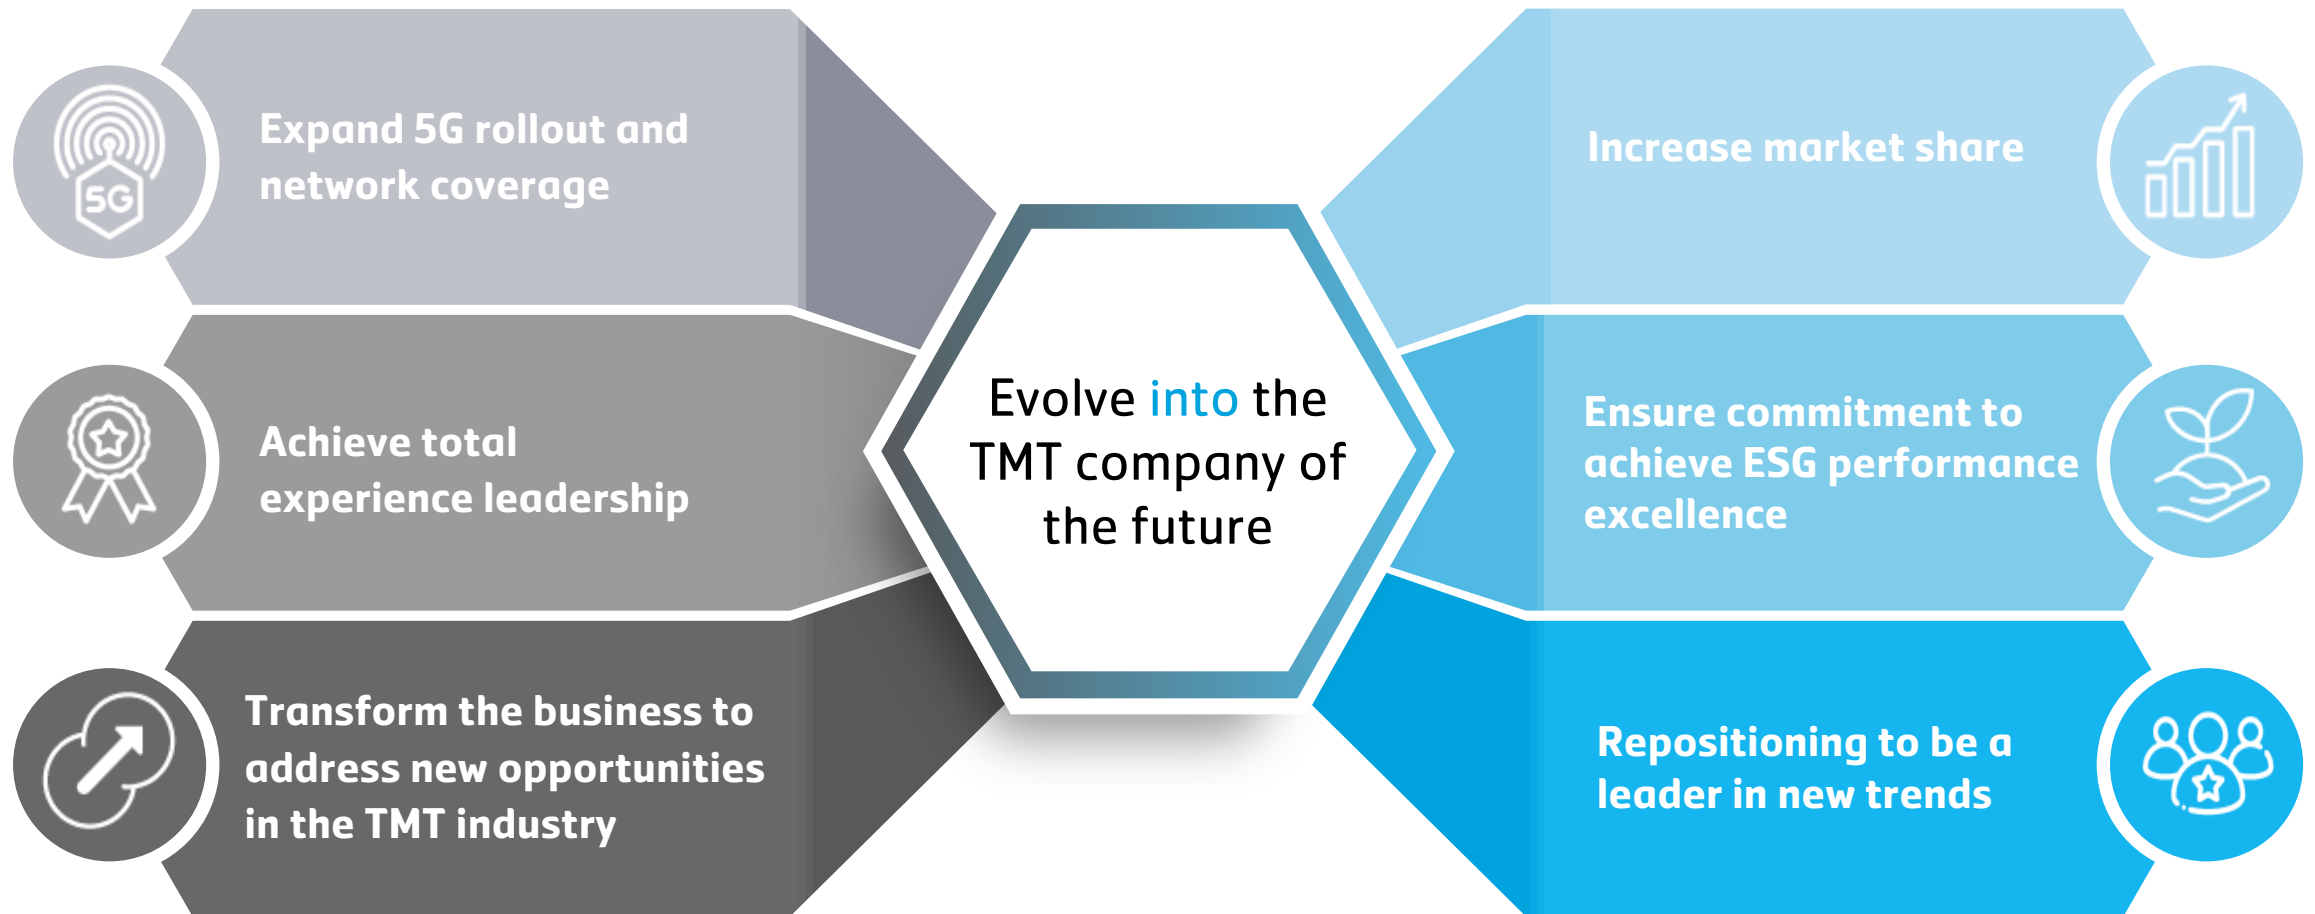 5G
Expand 5G rollout and
network coverage
Achieve total
experience leadership
Transform the business to
address new opportunities
in the TMT industry
Evolve into the
TMT company of
the future
Increase market share
Ensure commitment to
achieve ESG performance
excellence
Repositioning to be a
leader in new trends